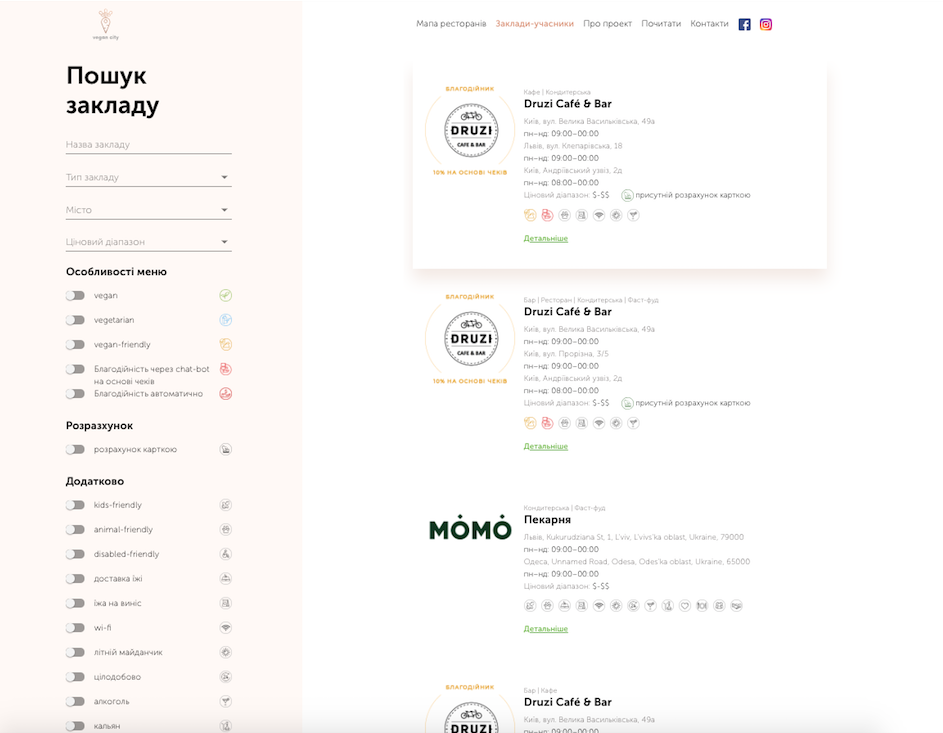 vegan city
Мапа ресторанів Заклади-учасники Про проект Почитати Контакти
Пошук
закладу
Назва закладу
Тип закладу
Місто
Ціновий діапазон
Особливості меню
vegan
vegetarian
vegan-friendly
Благодійність через chat-bot
на основі чеків
Благодійність автоматично
Розразхунок
розрахунок карткою
Додатково
kids-friendly
animal-friendly
disabled-friendly
доставка їжі
їжа на виніс
wi-fi
літній майданчик
цілодобово
алкоголь
кальян
БЛАГОДІЙНИК
DRUZI
CAFE & BAR
10% НА ОСНОВІ ЧЕКІВ
Кафе | Кондитерська
Druzi Café & Bar
Київ, вул. Велика Васильківська, 49а
пн–нд: 09:00–00:00
Львів, вул. Клепарівська, 18
пн–нд: 09:00–00:00
Київ, Андріївський узвіз, 2д
пн–нд: 08:00–00:00
Ціновий діапазон: $-$$ присутній розрахунок карткою
Детальніше
БЛАГОДІЙНИК
DRUZI
CAFE & BAR
10% НА ОСНОВІ ЧЕКІВ
Бар | Ресторан | Кондитерська | Фаст-фуд
Druzi Café & Bar
Київ, вул. Велика Васильківська, 49а
пн–нд: 09:00–00:00
Київ, вул. Прорізна, 3/5
пн–нд: 09:00–00:00
Київ, Андріївський узвіз, 2д
пн–нд: 08:00–00:00
Ціновий діапазон: $-$$ присутній розрахунок карткою
Детальніше
MÓMÓ
Кондитерська | Фаст-фуд
Пекарня
Львів, Kukurudziana St, 1, L'viv, L'vivs'ka oblast, Ukraine, 79000
пн–нд: 09:00–00:00
Одеса, Unnamed Road, Odesa, Odes'ka oblast, Ukraine, 65000
пн–нд: 09:00–00:00
Ціновий діапазон: $-$$
Детальніше
БЛАГОДІЙНИК
DRUZI
Бар | Кафе
Druzi Café & Bar
Київ, вул. Велика Васильківська, 49а
пн–нд: 09:00–00:00